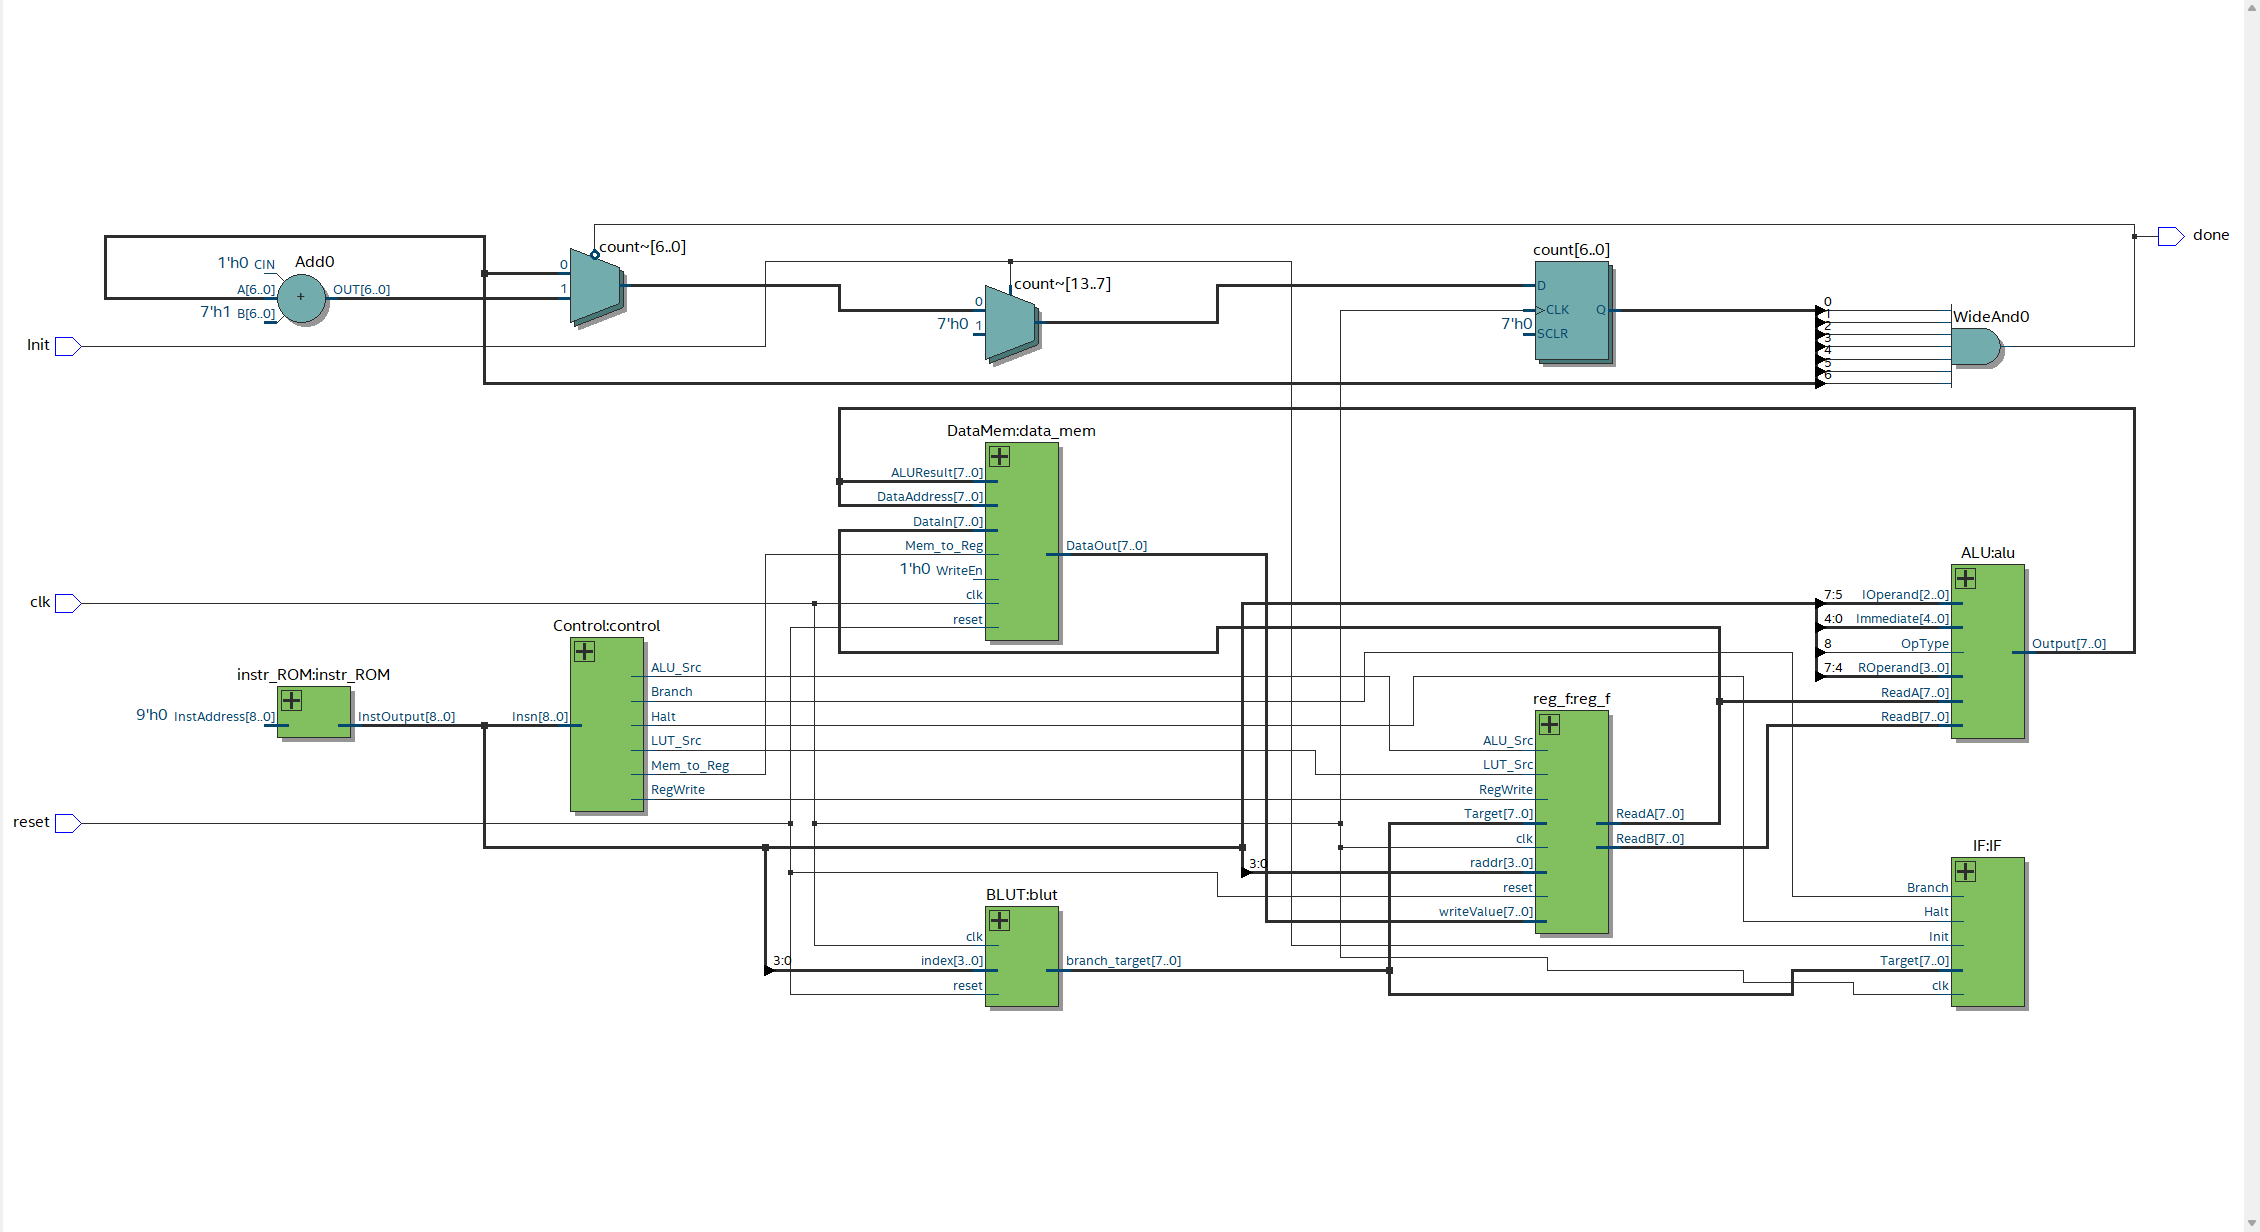 count~[6..0]
0
1
Add0
1'h0 CIN
A[6..0]
7'h1 B[6..0]
OUT[6..0]
count~[13..7]
0
7'h0 1
count[6..0]
D
CLK
7'h0 SCLR
Q
0
1
2
3
4
5
6
WideAnd0
done
Init
DataMem:data_mem
ALUResult[7..0]
DataAddress[7..0]
DataIn[7..0]
Mem_to_Reg
1'h0 WriteEn
clk
reset
DataOut[7..0]
ALU:alu
7:5 IOperand[2..0]
4:0 Immediate[4..0]
8 OpType
7:4 ROperand[3..0]
ReadA[7..0]
ReadB[7..0]
Output[7..0]
clk
Control:control
Insn[8..0]
ALU_Src
Branch
Halt
LUT_Src
Mem_to_Reg
RegWrite
instr_ROM:instr_ROM
9'h0 InstAddress[8..0]
InstOutput[8..0]
reset
reg_f:reg_f
ALU_Src
LUT_Src
RegWrite
Target[7..0]
clk
3:0 raddr[3..0]
reset
writeValue[7..0]
ReadA[7..0]
ReadB[7..0]
BLUT:blut
clk
3:0 index[3..0]
reset
branch_target[7..0]
IF:IF
Branch
Halt
Init
Target[7..0]
clk